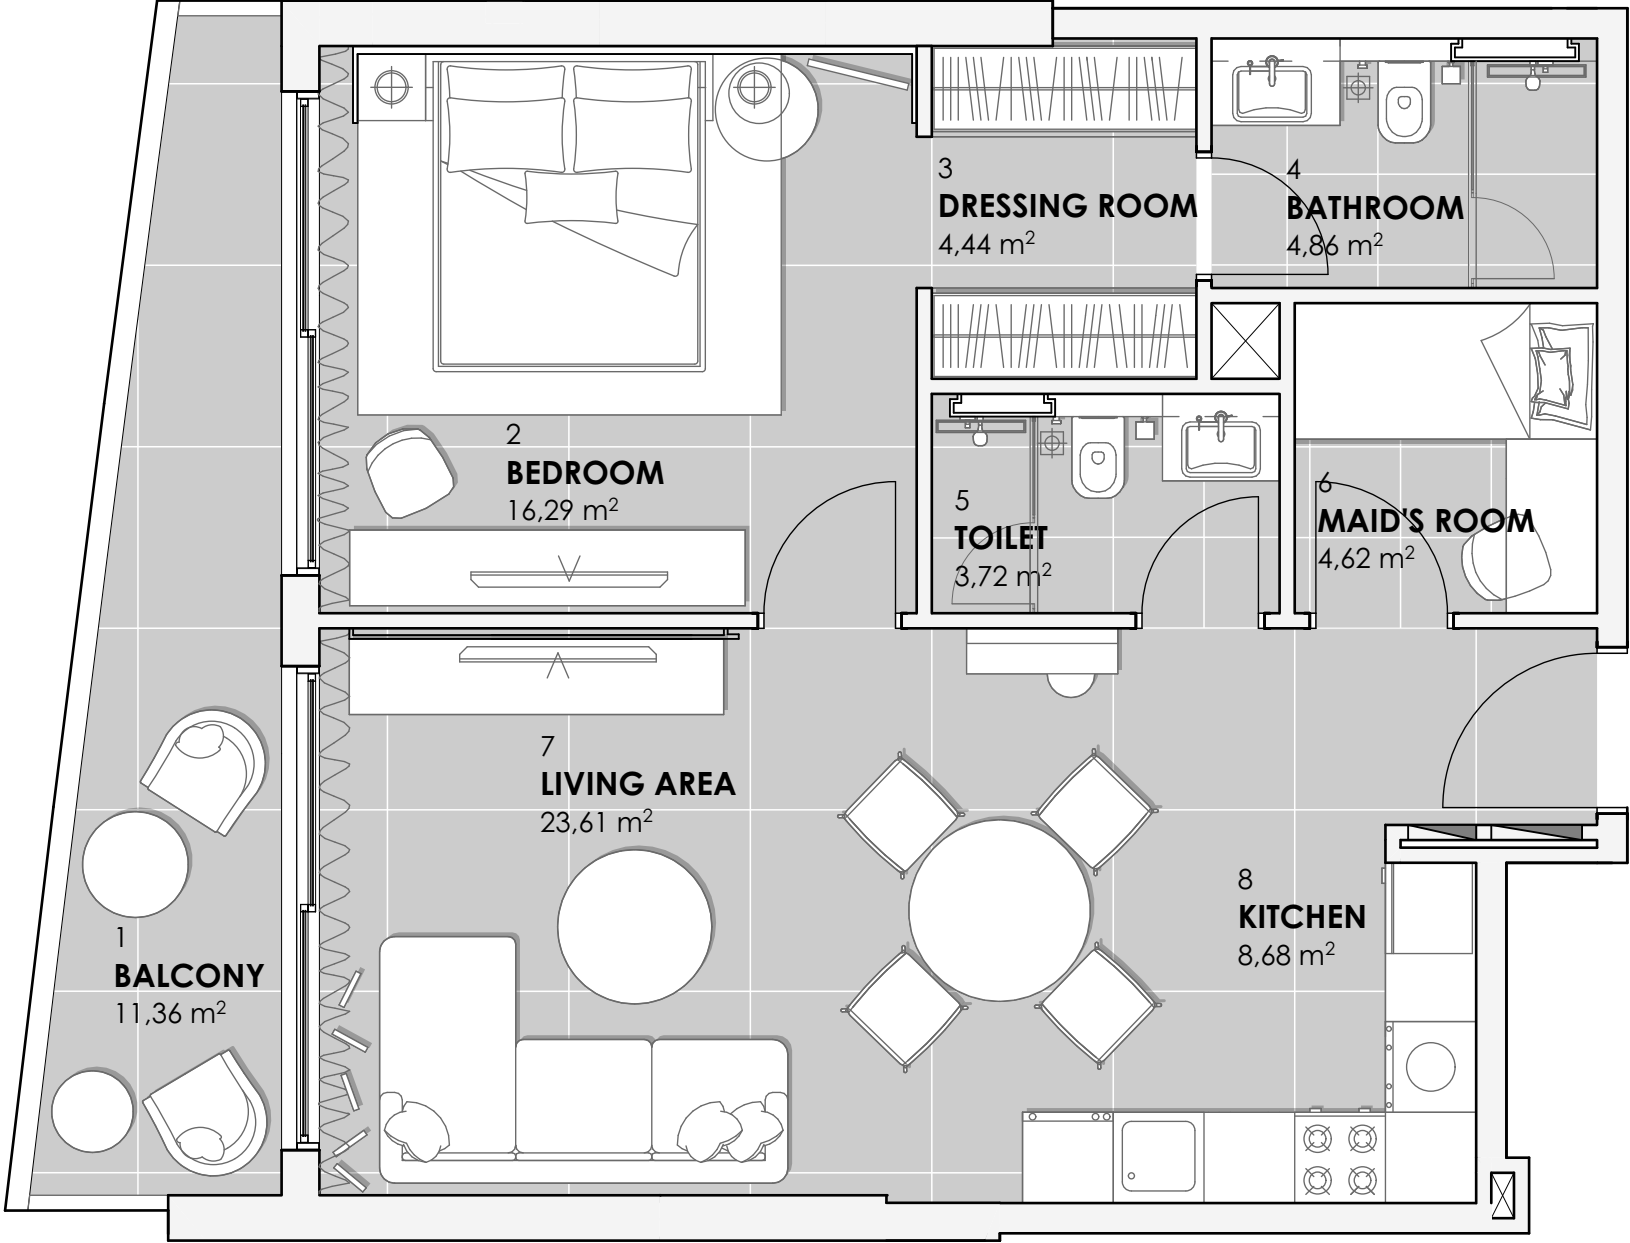 3
DRESSING ROOM
4,44 m²
4
BATHROOM
4,86 m²
2
BEDROOM
16,29 m²
5
TOILET
3,72 m²
6
MAID'S ROOM
4,62 m²
7
LIVING AREA
23,61 m²
8
KITCHEN
8,68 m²
1
BALCONY
11,36 m²